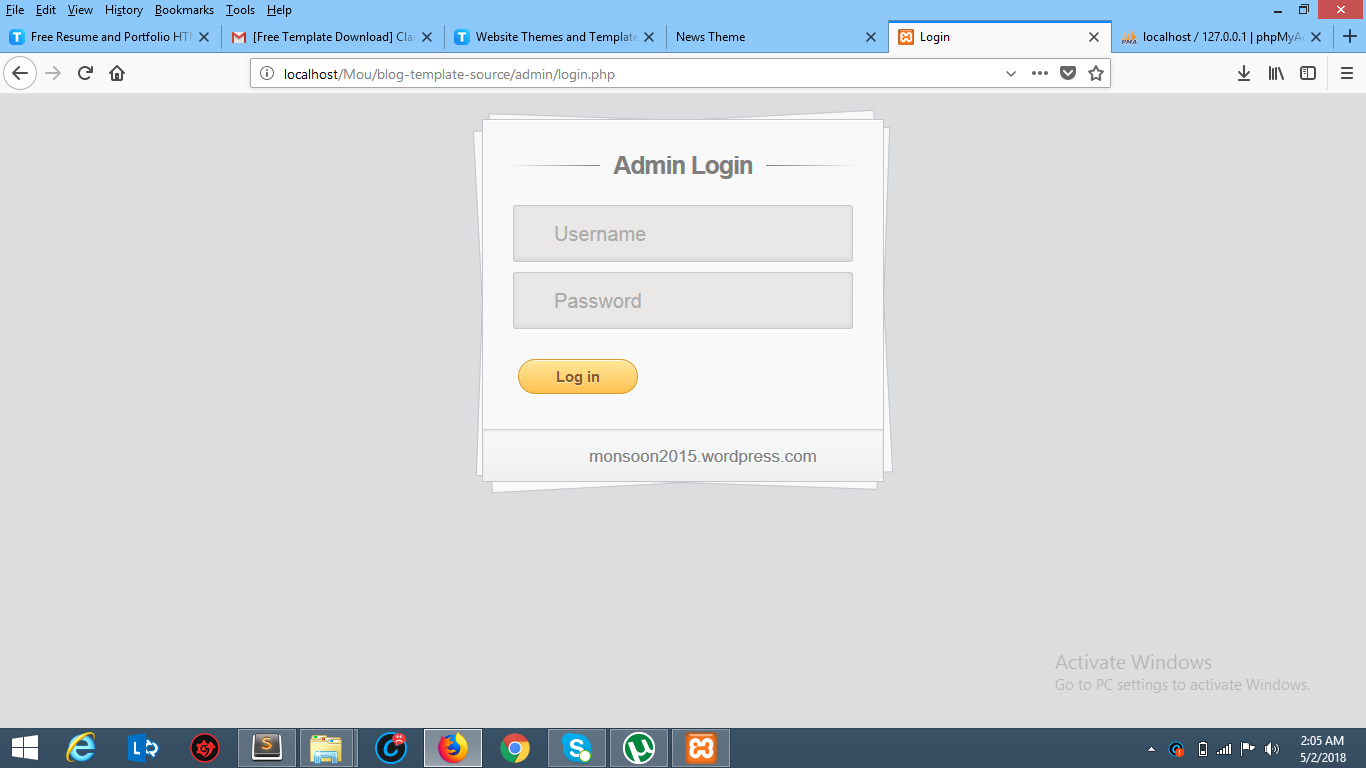 File Edit View History Bookmarks Tools Help
Free Resume and Portfolio HT
[Free Template Download] Clai
Website Themes and Template
News Theme
Login
localhost / 127.0.0.1 | phpMyA
localhost/Mou/blog-template-source/admin/login.php
Admin Login
Username
Password
Log in
monsoon2015.wordpress.com
Activate Windows
Go to PC settings to activate Windows.
2:05 AM
5/2/2018